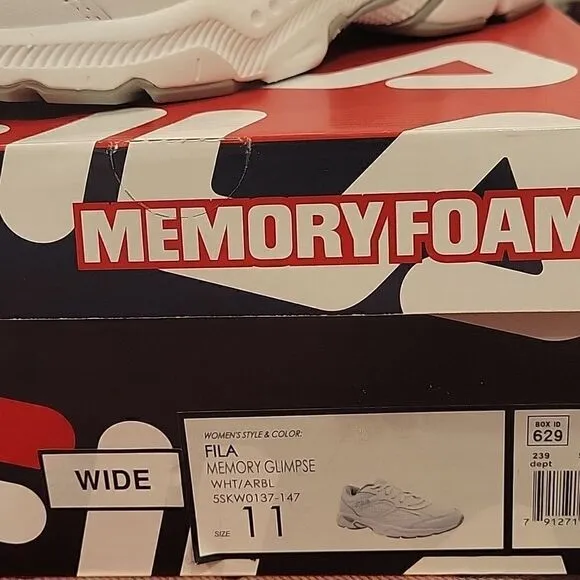 MEMORY FOAM
WIDE
WOMEN'S STYLE & COLOR:
FILA
MEMORY GLIMPSE
WHT/ARBL
5SKW0137-147
SIZE 11
BOX ID
629
239
dept
7 91271